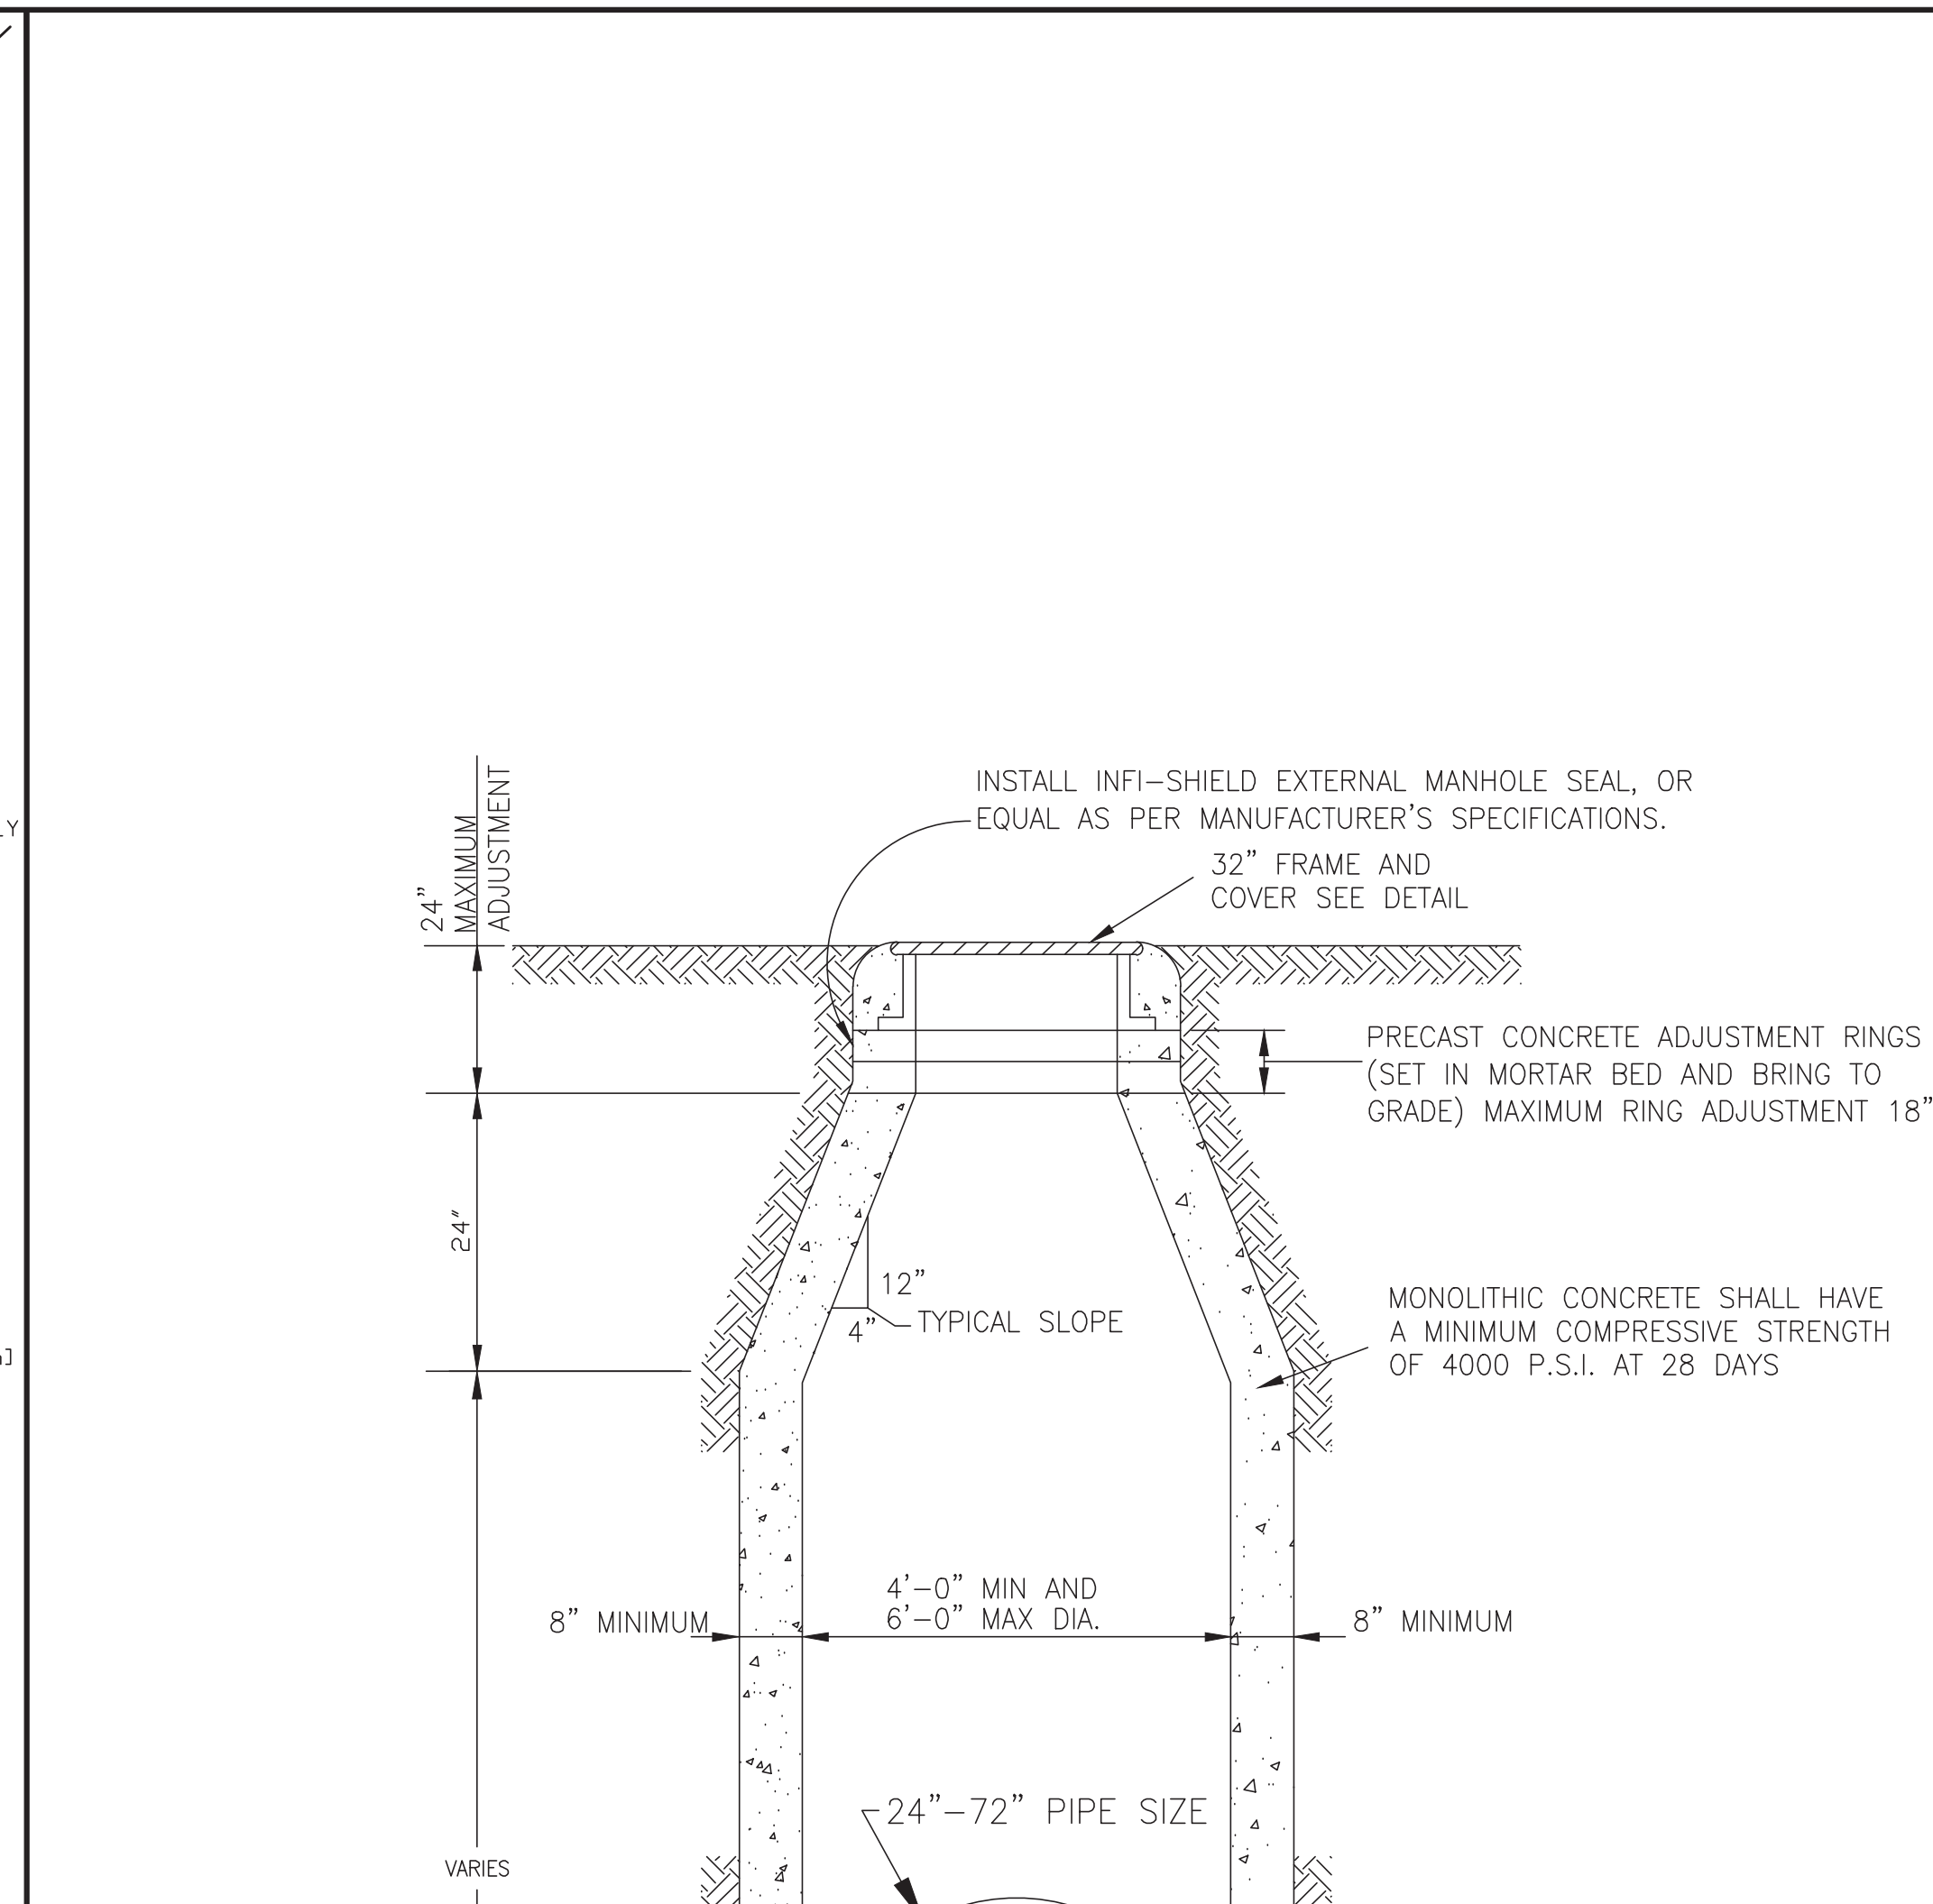 INSTALL INFI-SHIELD EXTERNAL MANHOLE SEAL, OR
EQUAL AS PER MANUFACTURER'S SPECIFICATIONS.
32" FRAME AND
COVER SEE DETAIL
24"
MAXIMUM
ADJUSTMENT
PRECAST CONCRETE ADJUSTMENT RINGS
(SET IN MORTAR BED AND BRING TO
GRADE) MAXIMUM RING ADJUSTMENT 18"
24"
12"
4"
TYPICAL SLOPE
MONOLITHIC CONCRETE SHALL HAVE
A MINIMUM COMPRESSIVE STRENGTH
OF 4000 P.S.I. AT 28 DAYS
8" MINIMUM
4'-0" MIN AND
6'-0" MAX DIA.
8" MINIMUM
24"-72" PIPE SIZE
VARIES